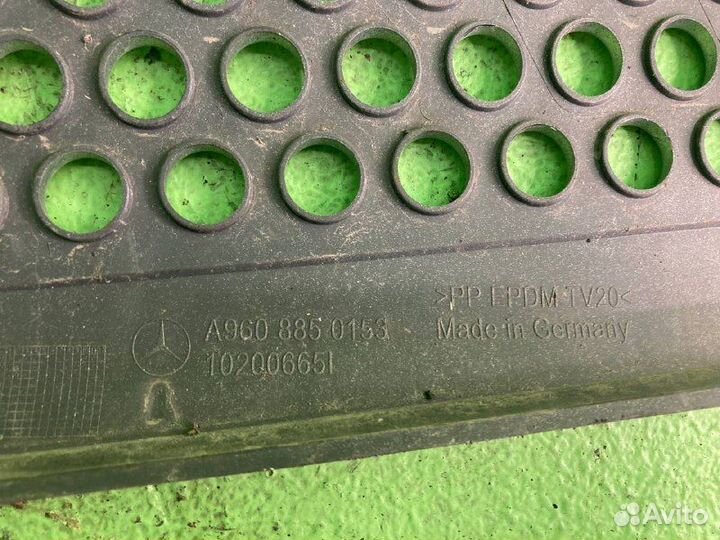 >PP EPDM TV20<
A960 885 0153 Made in Germany
10200665I
A
Avito